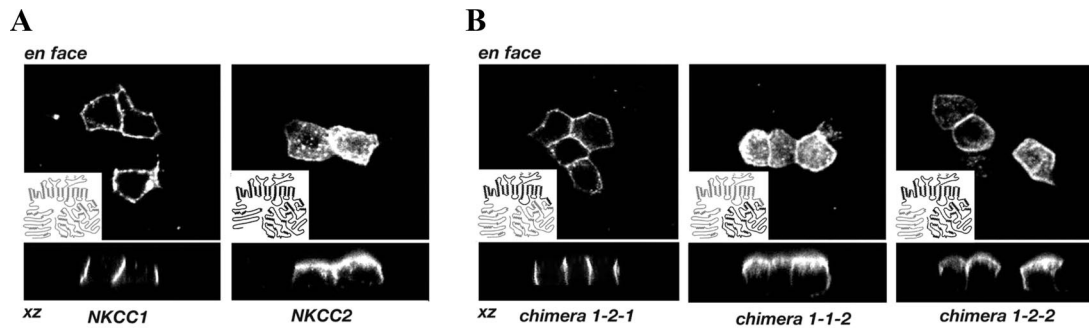 A
en face
xz
NKCC1
NKCC2
B
en face
xz
chimera 1-2-1
chimera 1-1-2
chimera 1-2-2